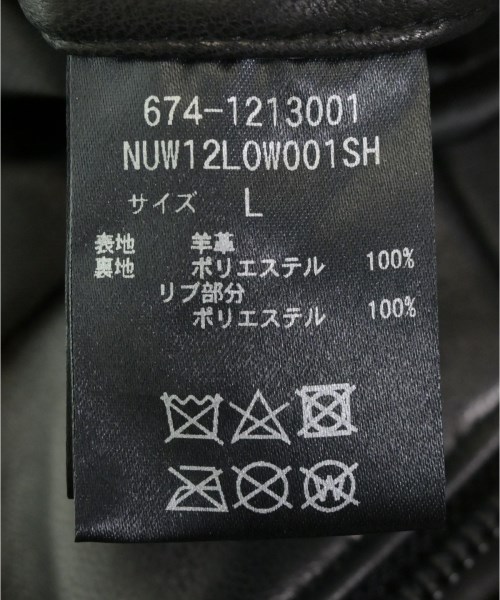 674-1213001
NUW12LOW001SH
サイズ L
表地 羊革
裏地 ポリエステル 100%
リブ部分
ポリエステル 100%
W